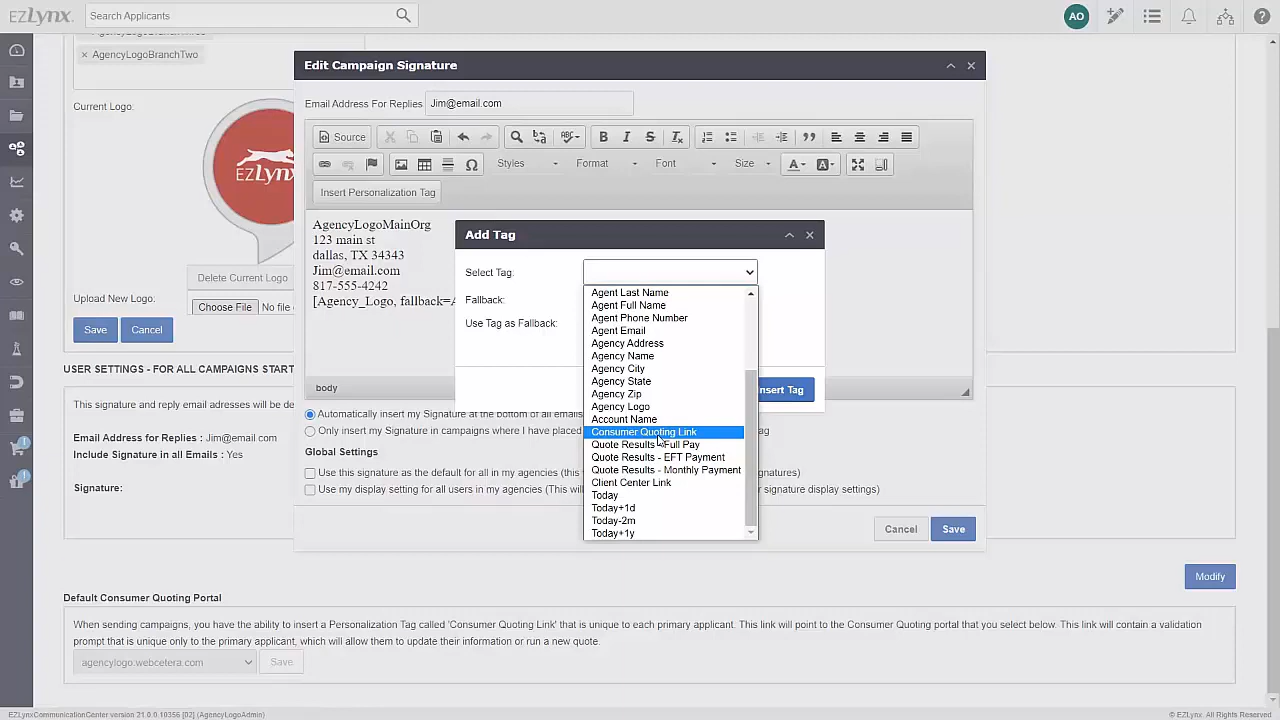 EZLynx
Search Applicants
AO
AgencyLogoBranchTwo
Current Logo:
EZLynx
Delete Current Logo
Upload New Logo:
Choose File No file
Save
Cancel
USER SETTINGS - FOR ALL CAMPAIGNS START
This signature and reply email adresses will be de
Email Address for Replies : Jim@email.com
Include Signature in all Emails : Yes
Signature:
Edit Campaign Signature
Email Address For Replies
Jim@email.com
Source
Styles
Format
Font
Size
Insert Personalization Tag
AgencyLogoMainOrg
123 main st
dallas, TX 34343
Jim@email.com
817-555-4242
[Agency_Logo, fallback=
body
Automatically insert my Signature at the bottom of all emails
Only insert my Signature in campaigns where I have placed
ag
Global Settings
Use this signature as the default for all in my agencies (this
natures)
Use my display setting for all users in my agencies (This wil
r signature display settings)
Cancel
Save
Add Tag
Select Tag:
Fallback:
Use Tag as Fallback:
Agent Last Name
Agent Full Name
Agent Phone Number
Agent Email
Agency Address
Agency Name
Agency City
Agency State
Agency Zip
Agency Logo
Account Name
Consumer Quoting Link
Quote Results - Full Pay
Quote Results - EFT Payment
Quote Results - Monthly Payment
Client Center Link
Today
Today+1d
Today-2m
Today+1y
nsert Tag
Modify
Default Consumer Quoting Portal
When sending campaigns, you have the ability to insert a Personalization Tag called 'Consumer Quoting Link' that is unique to each primary applicant. This link will point to the Consumer Quoting portal that you select below. This link will contain a validation
prompt that is unique only to the primary applicant, which will allow them to update their information or run a new quote.
agencylogo.webcetera.com
Save
EZLynxCommunicationCenter version 21.0.0.10356 [02] (AgencyLogoAdmin)
© EZLynx. All Rights Reserved